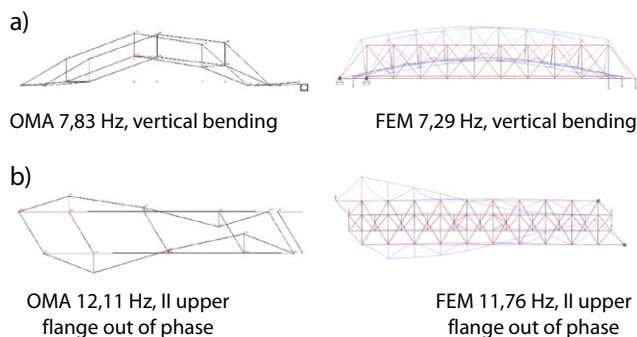 a)
OMA 7,83 Hz, vertical bending
FEM 7,29 Hz, vertical bending
b)
OMA 12,11 Hz, II upper
flange out of phase
FEM 11,76 Hz, II upper
flange out of phase